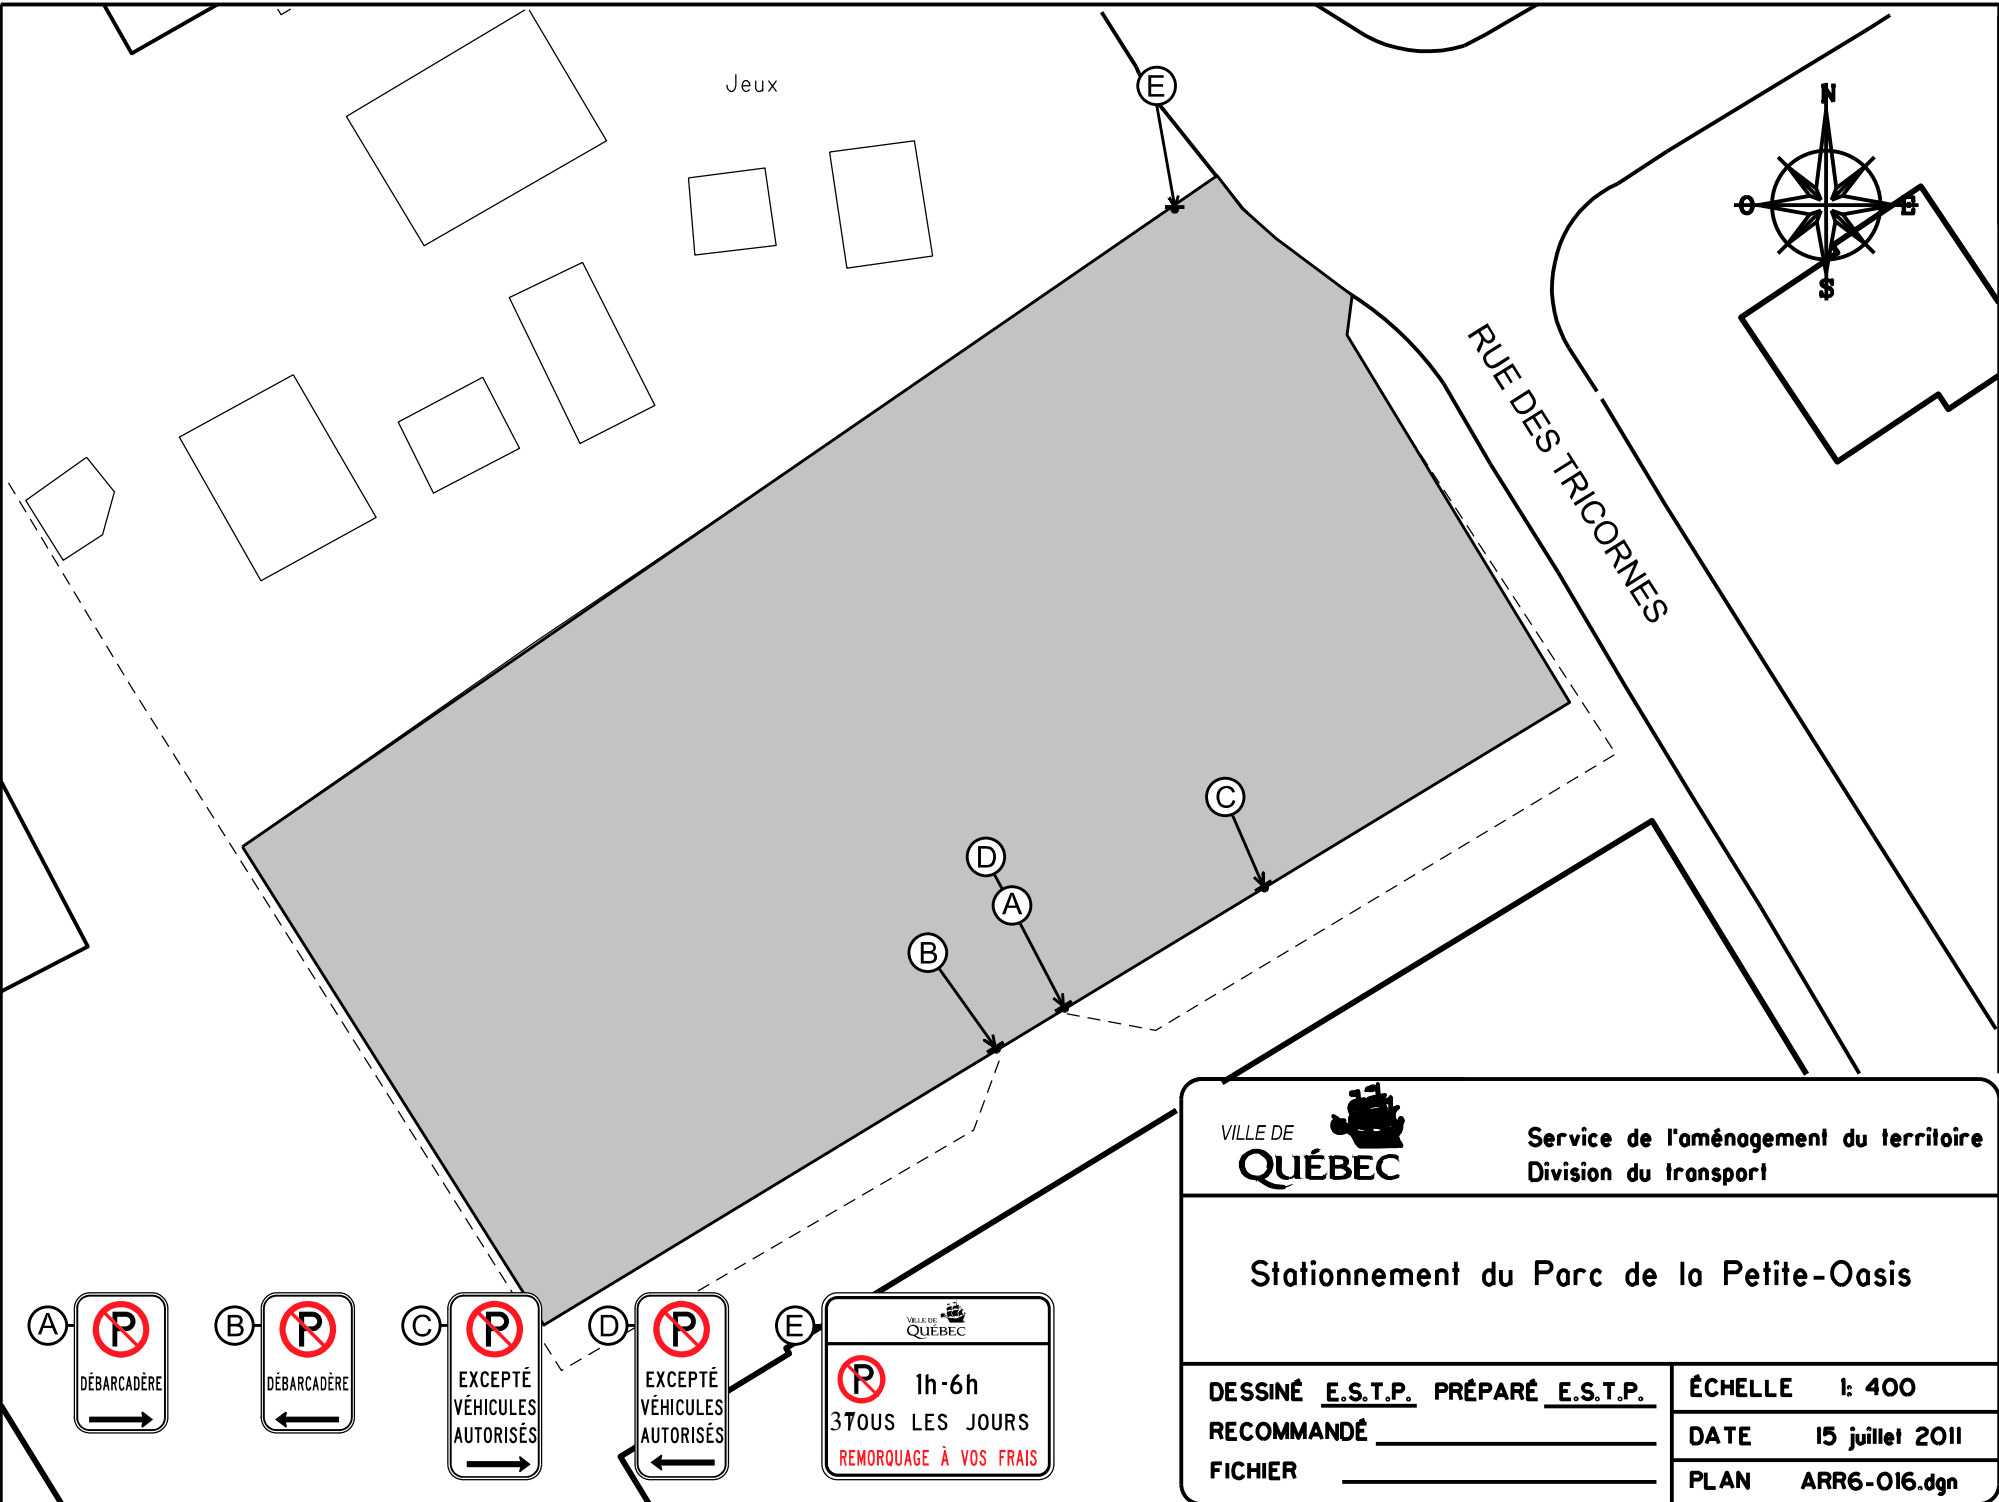 Jeux
E
N
O
E
S
RUE DES TRICORNES
C
D
A
B
VILLE DE
QUÉBEC
Service de l'aménagement du territoire
Division du transport
Stationnement du Parc de la Petite-Oasis
DESSINÉ E.S.T.P. PRÉPARÉ E.S.T.P.
RECOMMANDÉ
FICHIER
ÉCHELLE 1: 400
DATE 15 juillet 2011
PLAN ARR6-016.dgn
A
P
DÉBARCADÈRE
B
P
DÉBARCADÈRE
C
P
EXCEPTÉ
VÉHICULES
AUTORISÉS
D
P
EXCEPTÉ
VÉHICULES
AUTORISÉS
E
VILLE DE
QUÉBEC
P 1h-6h
37 TOUS LES JOURS
REMORQUAGE À VOS FRAIS